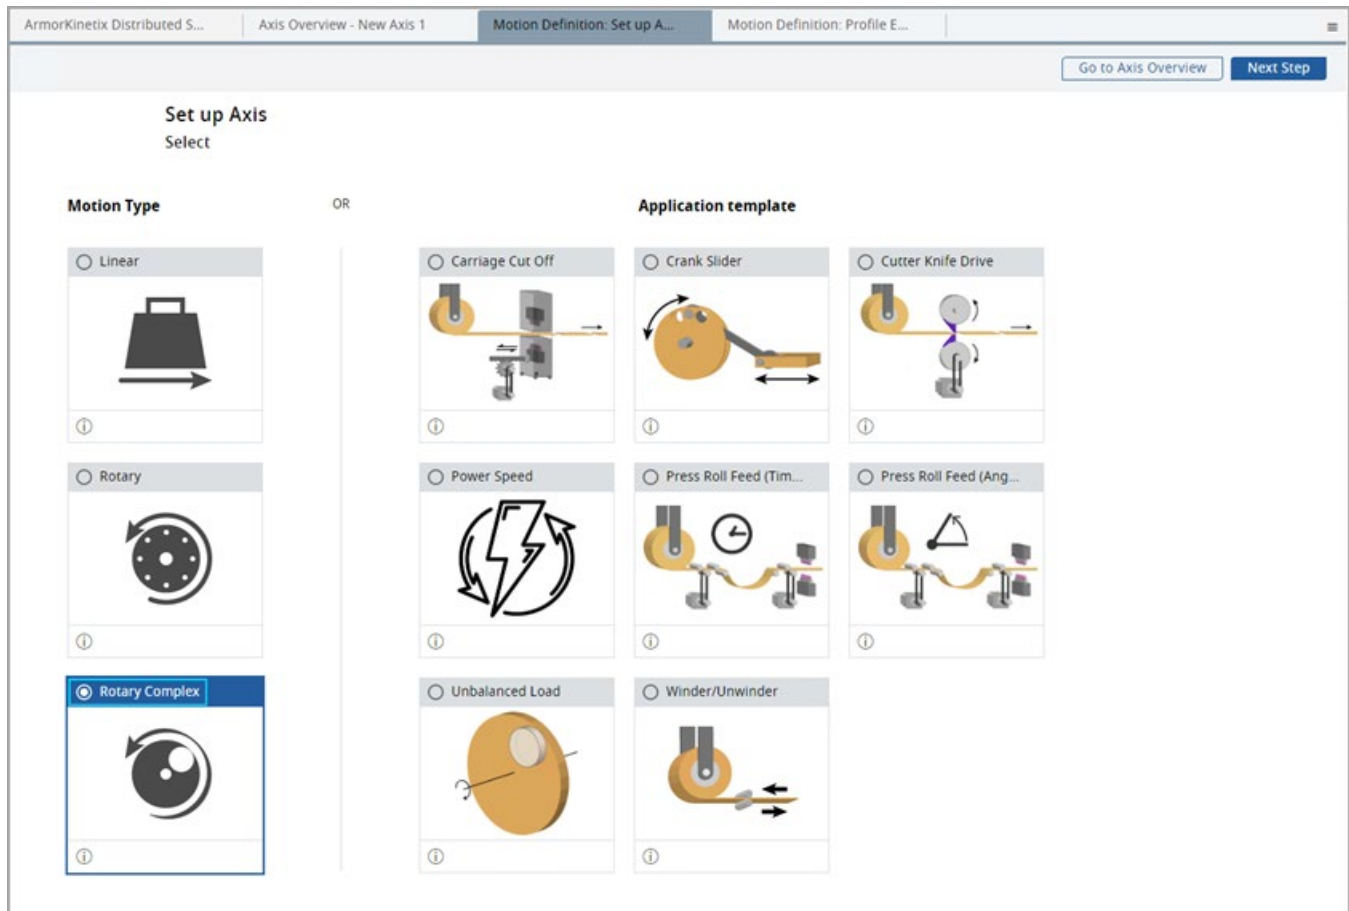 ArmorKinetix Distributed S...
Axis Overview - New Axis 1
Motion Definition: Set up A...
Motion Definition: Profile E...
Go to Axis Overview
Next Step
Set up Axis
Select
Motion Type
OR
Application template
Linear
Carriage Cut Off
Crank Slider
Cutter Knife Drive
Rotary
Power Speed
Press Roll Feed (Tim...
Press Roll Feed (Ang...
Rotary Complex
Unbalanced Load
Winder/Unwinder